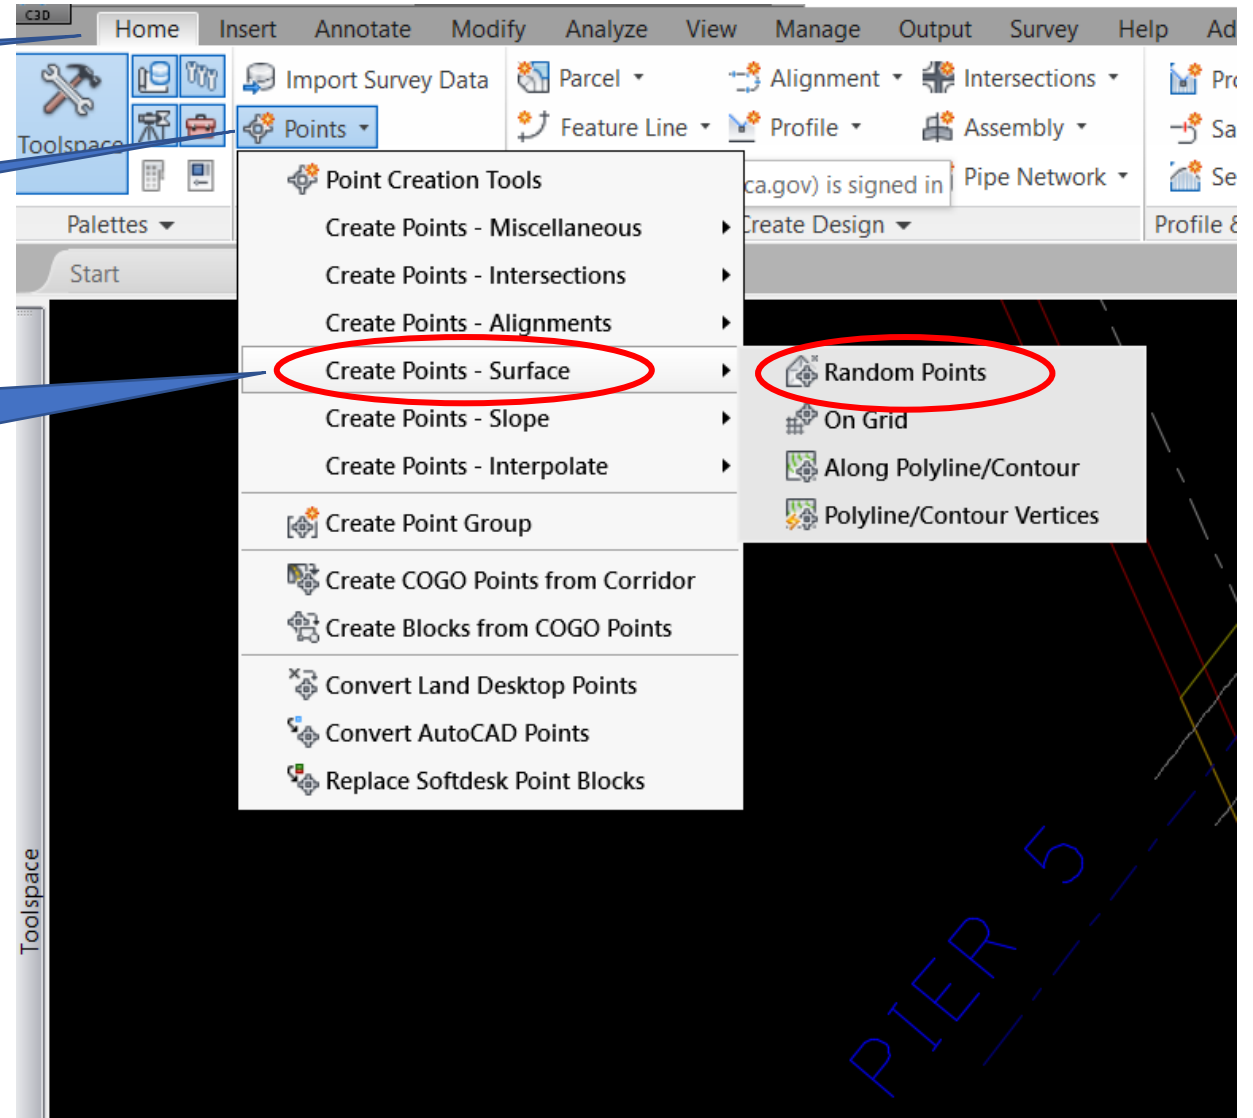 C3D
Home Insert Annotate Modify Analyze View Manage Output Survey Help Ad
Import Survey Data Parcel Alignment Intersections Pro
Toolspace
Points Feature Line Profile Assembly Sa
ca.gov) is signed in Pipe Network Se
Palettes Create Design Profile &
Start
Point Creation Tools
Create Points - Miscellaneous
Create Points - Intersections
Create Points - Alignments
Create Points - Surface
Create Points - Slope
Create Points - Interpolate
Create Point Group
Create COGO Points from Corridor
Create Blocks from COGO Points
Convert Land Desktop Points
Convert AutoCAD Points
Replace Softdesk Point Blocks
Random Points
On Grid
Along Polyline/Contour
Polyline/Contour Vertices
Toolspace
PIER 5